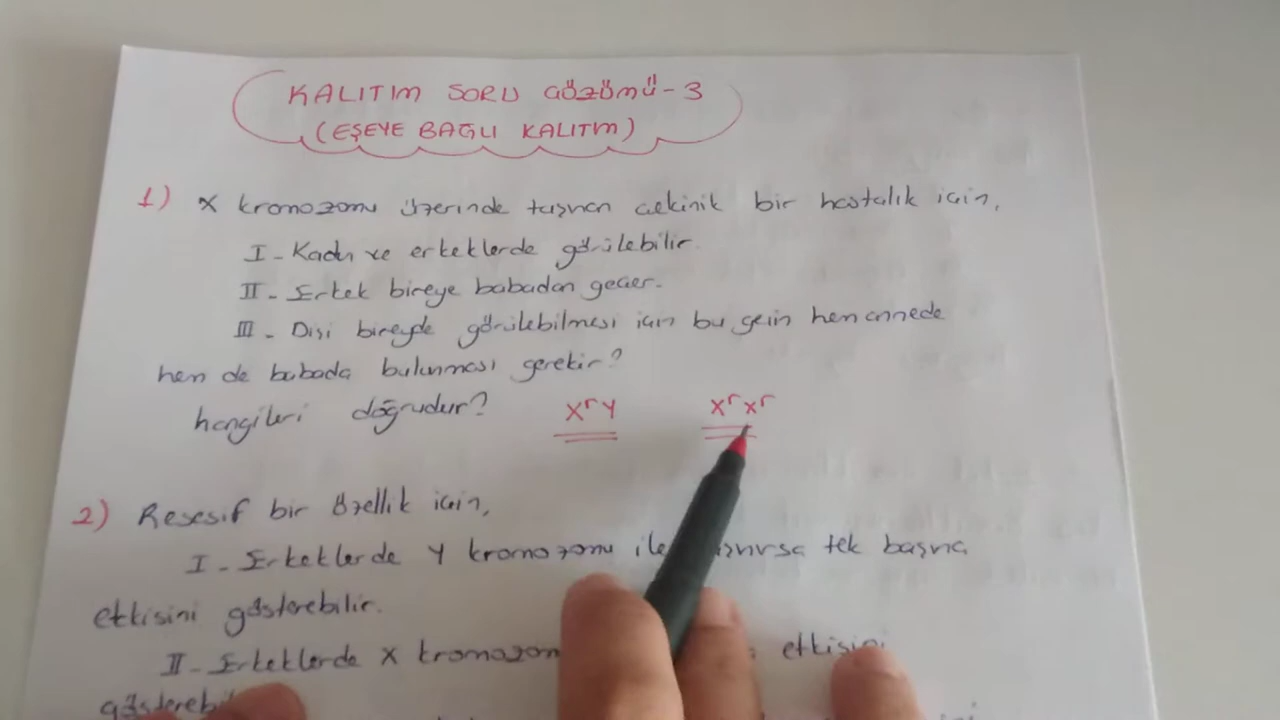 KALITIM SORU ÇÖZÜMÜ-3
(EŞEYE BAĞLI KALITIM)
1) X kromozomu üzerinde taşınan çekinik bir hastalık için,
I - Kadın ve erkeklerde görülebilir.
II - Erkek bireye babadan geçer.
III - Dişi bireyde görülebilmesi için bu genin hem annede
hem de babada bulunması gerekir?
hangileri doğrudur? XʳY XʳXʳ
2) Resesif bir özellik için,
I - Erkeklerde Y kromozomu ile tek başına
etkisini gösterebilir.
II - Erkeklerde X etkisini